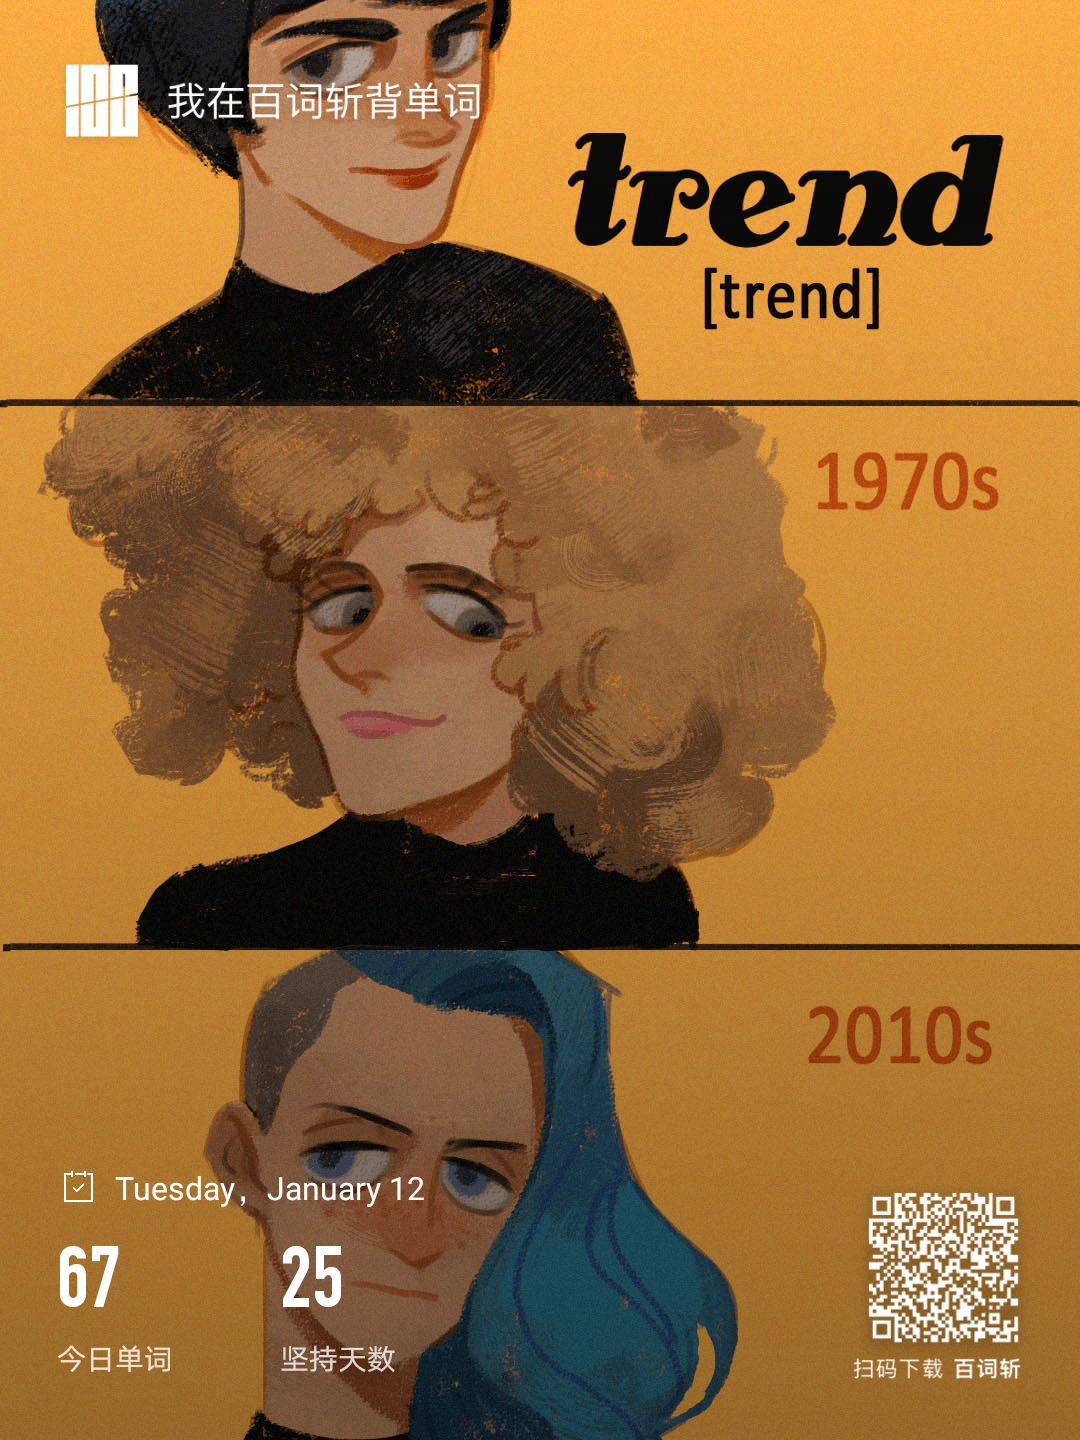 100
我在百词斩背单词
trend
[trend]
1970s
2010s
Tuesday，January 12
67
25
今日单词
坚持天数
扫码下载 百词斩